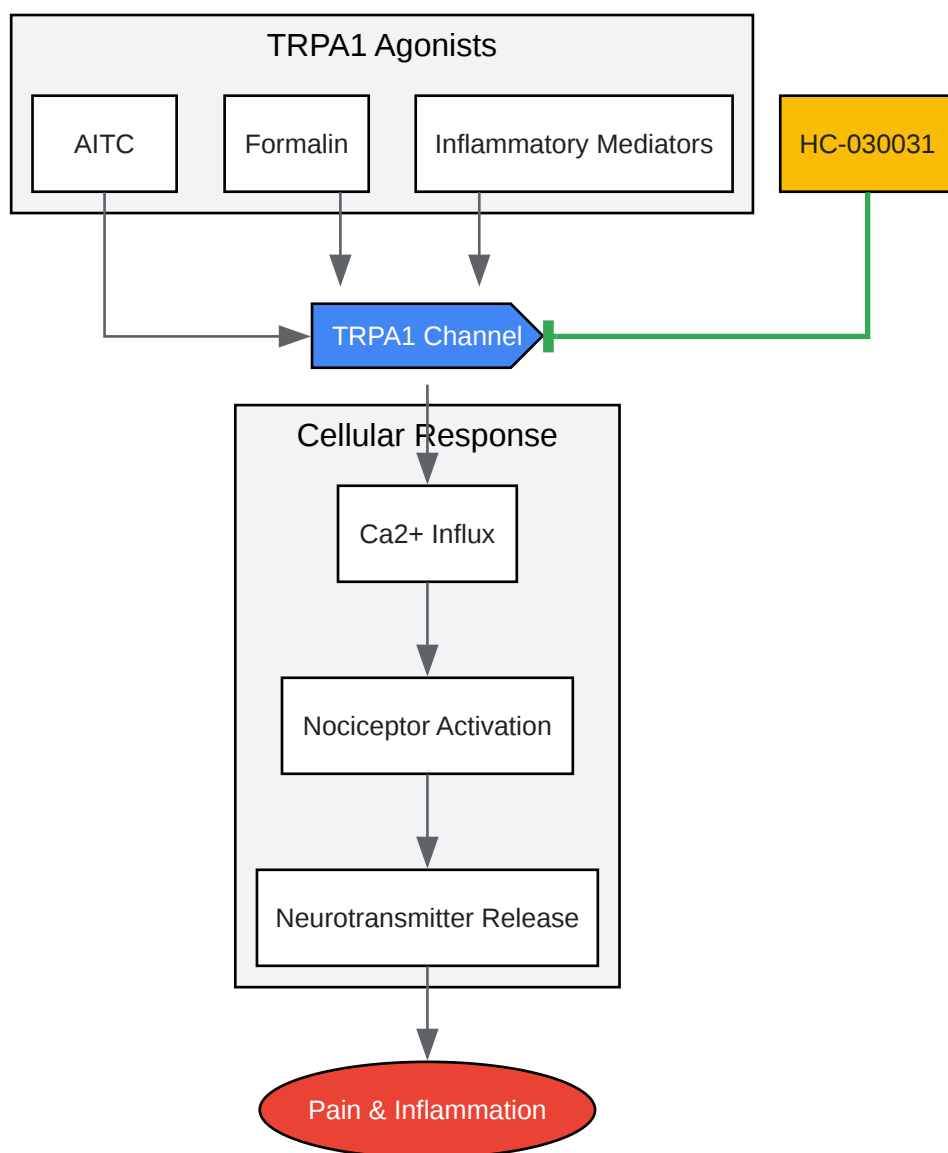 TRPA1 Agonists
AITC
Formalin
Inflammatory Mediators
HC-030031
TRPA1 Channel
Cellular Response
Ca2+ Influx
Nociceptor Activation
Neurotransmitter Release
Pain & Inflammation